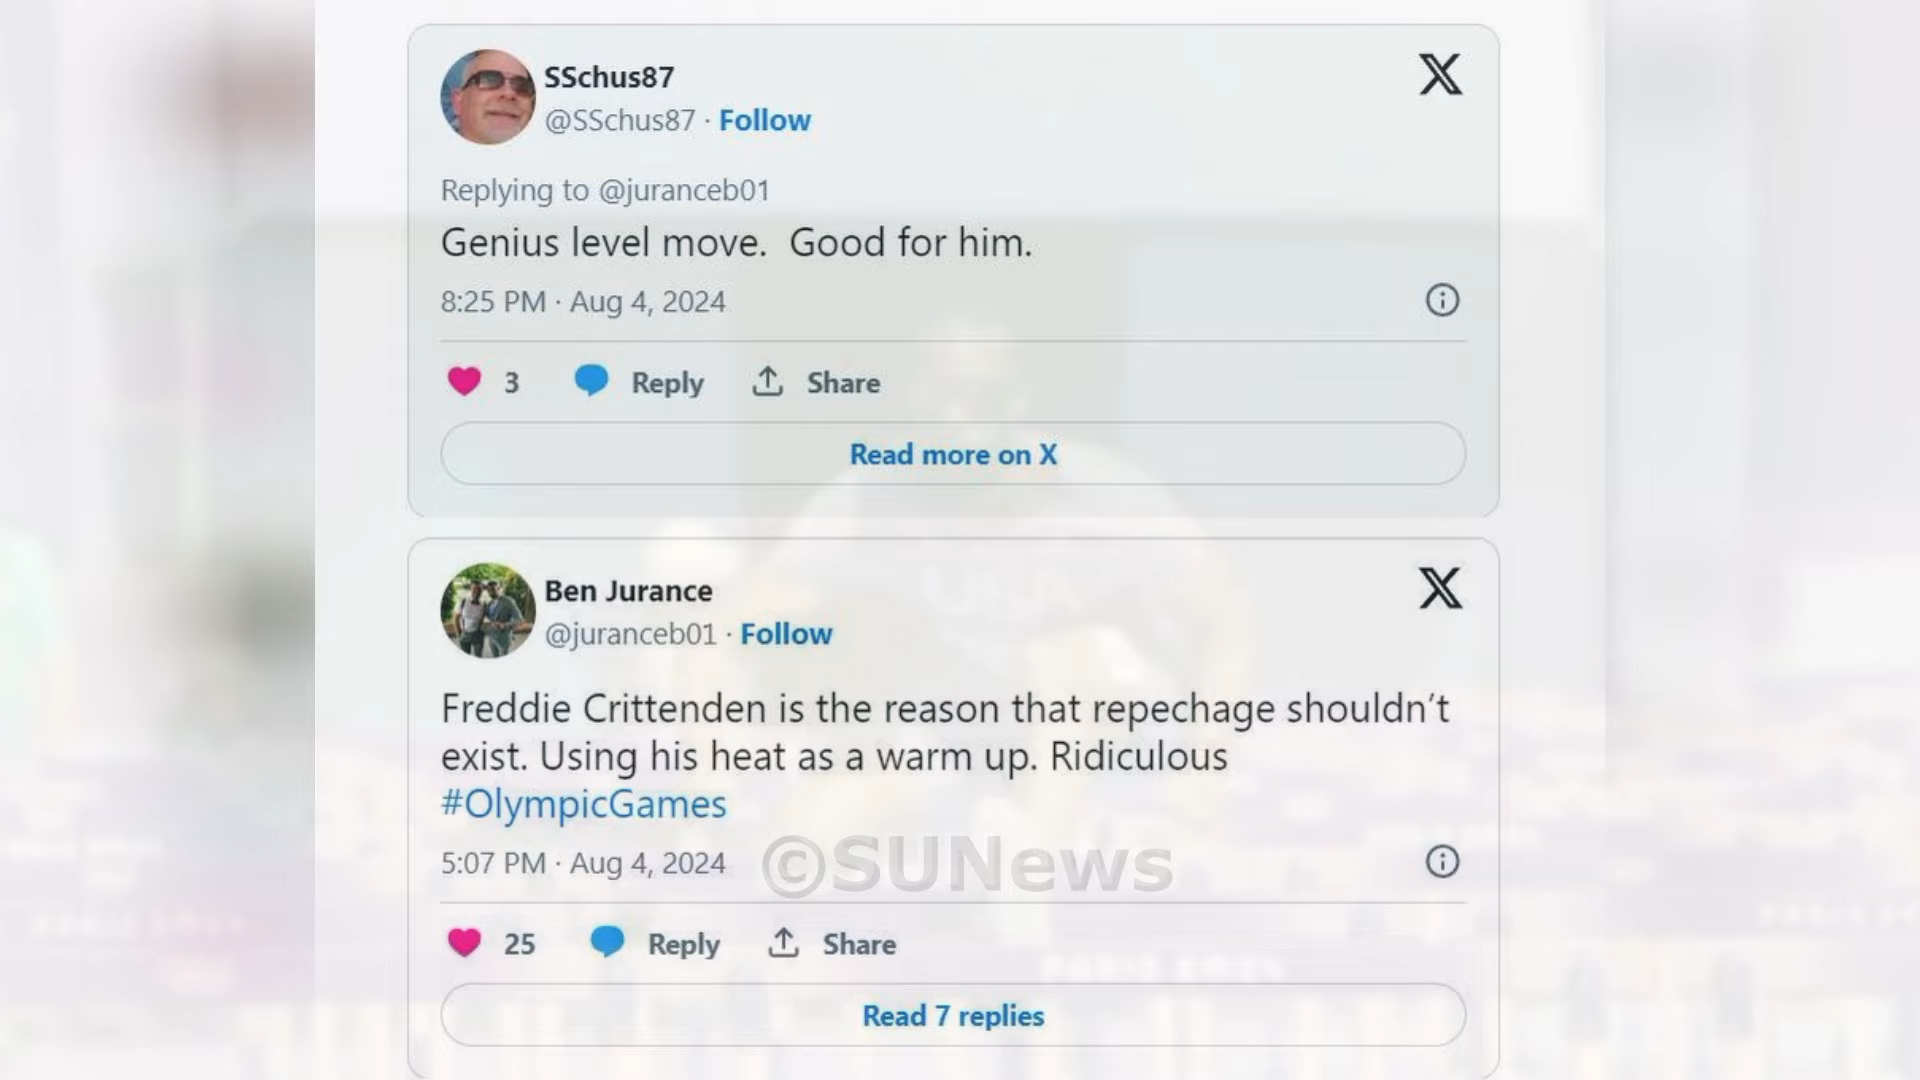 SSchus87
@SSchus87 · Follow
Replying to @juranceb01
Genius level move.  Good for him.
8:25 PM · Aug 4, 2024
3 Reply Share
Read more on X
Ben Jurance
@juranceb01 · Follow
Freddie Crittenden is the reason that repechage shouldn’t
exist. Using his heat as a warm up. Ridiculous
#OlympicGames
5:07 PM · Aug 4, 2024
©SUNews
25 Reply Share
Read 7 replies